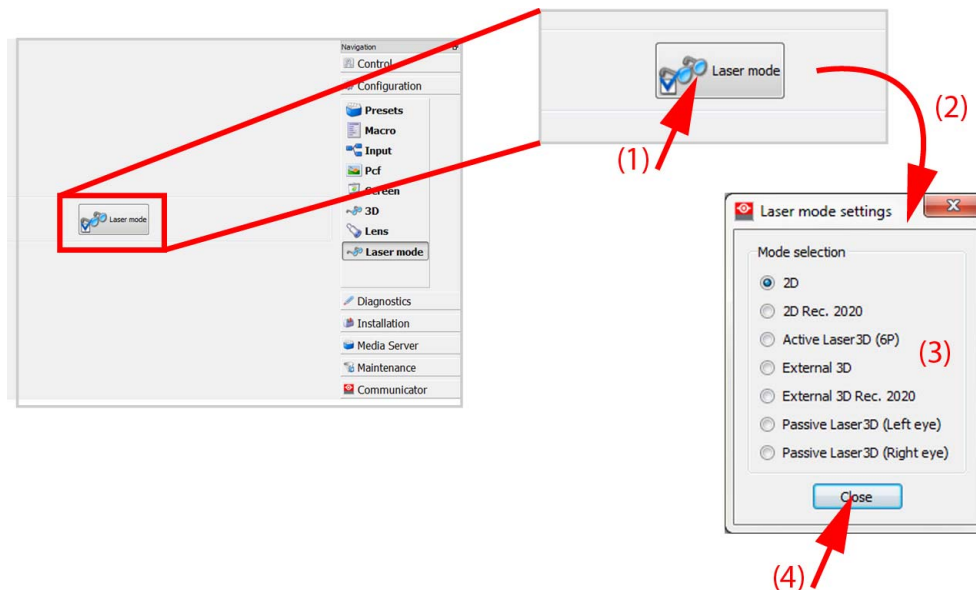 Navigation
Control
Configuration
Presets
Macro
Input
Pcf
Screen
3D
Lens
Laser mode
Diagnostics
Installation
Media Server
Maintenance
Communicator
Laser mode
Laser mode
(1)
(2)
Laser mode settings
Mode selection
2D
2D Rec. 2020
Active Laser3D (6P)
External 3D
External 3D Rec. 2020
Passive Laser3D (Left eye)
Passive Laser3D (Right eye)
(3)
Close
(4)